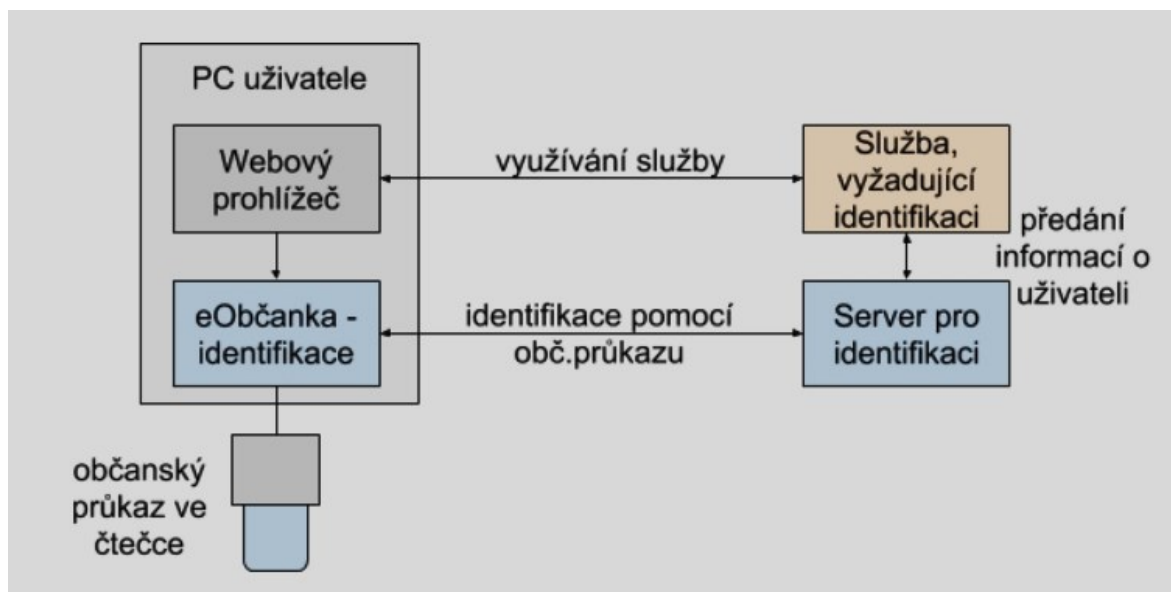 PC uživatele
Webový
prohlížeč
využívání služby
Služba,
vyžadující
identifikaci
předání
informací o
uživateli
eObčanka -
identifikace
identifikace pomocí
obč.průkazu
Server pro
identifikaci
občanský
průkaz ve
čtečce